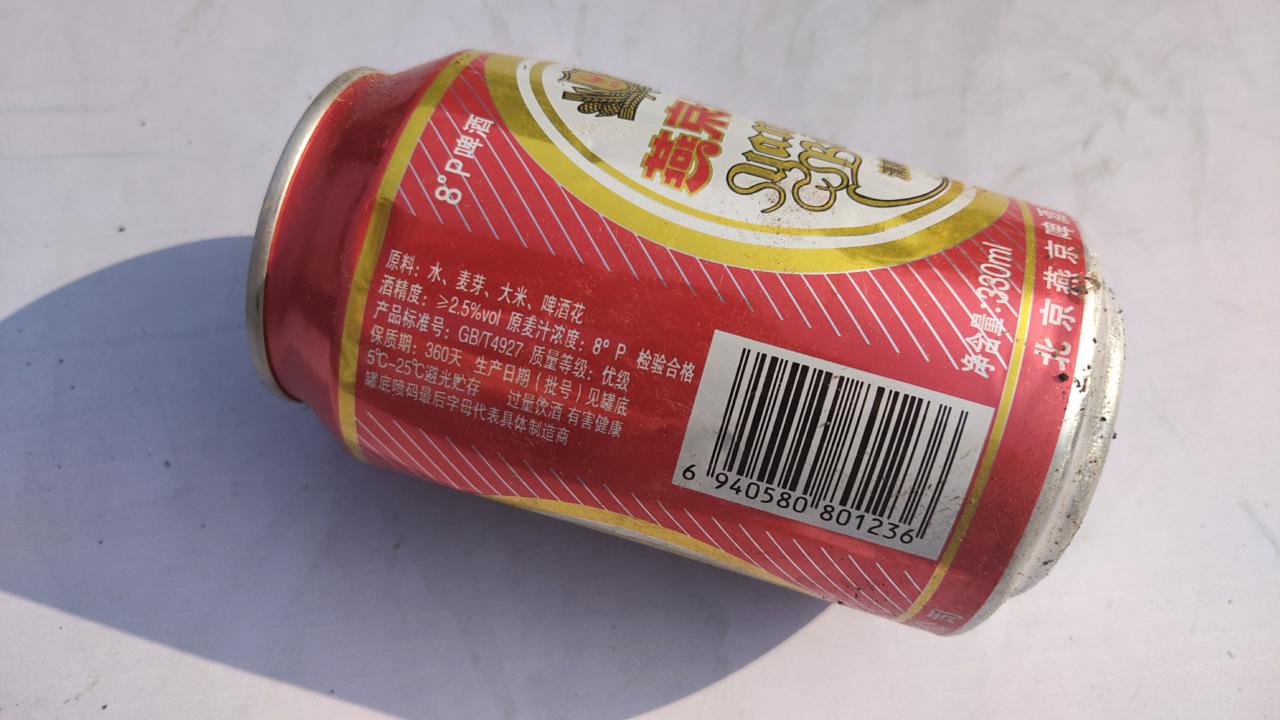 8°P啤酒
燕京
原料：水、麦芽、大米、啤酒花
酒精度：≥2.5%vol 原麦汁浓度：8°P 检验合格
产品标准号：GB/T4927 质量等级：优级
保质期：360天 生产日期（批号）见罐底
5℃-25℃避光贮存 过量饮酒 有害健康
罐底喷码最后字母代表具体制造商
6 940580 801236
净含量:330ml
北京燕京啤酒